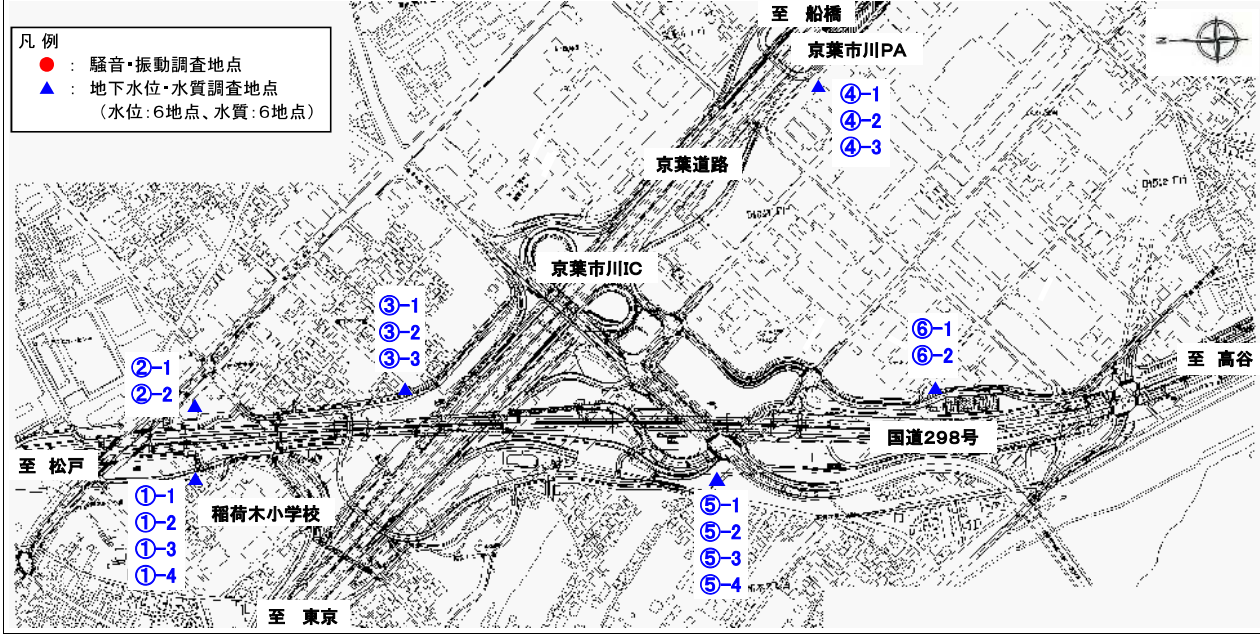 至 船橋
京葉市川PA
凡 例
● ： 騒音・振動調査地点
▲ ： 地下水位・水質調査地点
（水位：6地点、水質：6地点）
④-1
④-2
④-3
京葉道路
京葉市川IC
③-1
③-2
③-3
⑥-1
⑥-2
②-1
②-2
至 高谷
国道298号
至 松戸
①-1
①-2
①-3
①-4
稲荷木小学校
⑤-1
⑤-2
⑤-3
⑤-4
至 東京